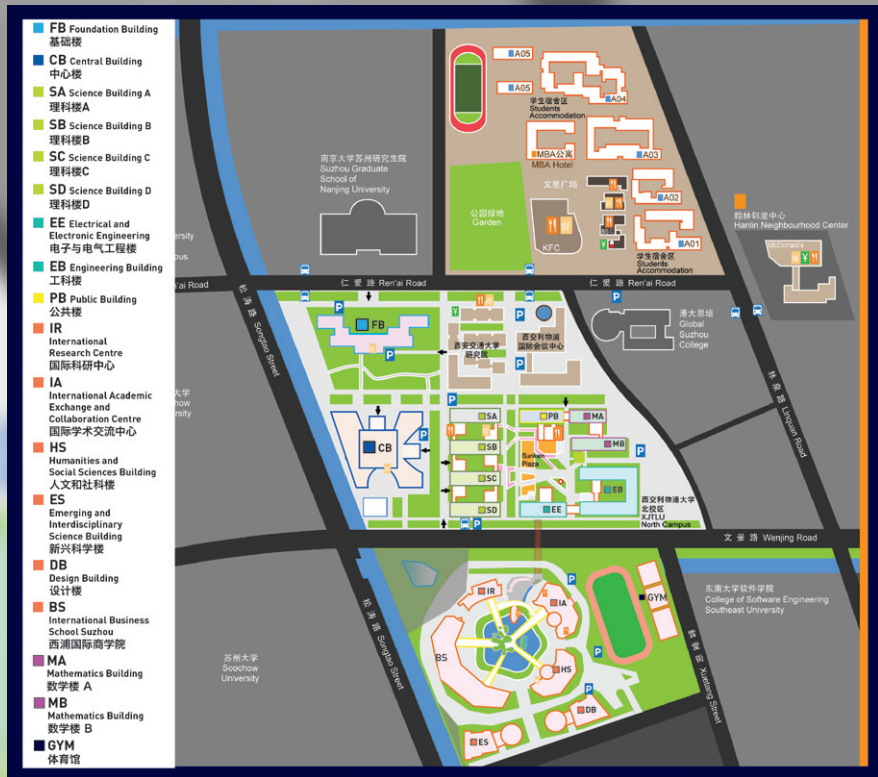 FB Foundation Building
基础楼
CB Central Building
中心楼
SA Science Building A
理科楼A
SB Science Building B
理科楼B
SC Science Building C
理科楼C
SD Science Building D
理科楼D
EE Electrical and
Electronic Engineering
电子与电气工程楼
EB Engineering Building
工科楼
PB Public Building
公共楼
IR
International
Research Centre
国际科研中心
IA
International Academic
Exchange and
Collaboration Centre
国际学术交流中心
HS
Humanities and
Social Sciences Building
人文和社科楼
ES
Emerging and
Interdisciplinary
Science Building
新兴科学楼
DB
Design Building
设计楼
BS
International Business
School Suzhou
西浦国际商学院
MA
Mathematics Building
数学楼 A
MB
Mathematics Building
数学楼 B
GYM
体育馆
A05
A05
A04
学生宿舍区
Students
Accommodation
MBA公寓
MBA Hotel
A03
南京大学苏州研究生院
Suzhou Graduate
School of
Nanjing University
文星广场
A02
公园绿地
Garden
KFC
BS
A01
学生宿舍区
Students
Accommodation
翰林邻里中心
Hanlin Neighbourhood Center
McDonald's
ersity
pus
n'ai Road
仁爱路 Ren'ai Road
仁爱路 Ren'ai Road
松涛路 Songtao Street
P
FB
P
P
¥
西安交通大学
研究院
西交利物浦
国际会议中心
P
P
港大思培
Global
Suzhou
College
林泉路 Linquan Road
大学
chow
ersity
P
CB
P
SA
SB
SC
SD
P
PB
MA
MB
Sunken
Plaza
P
EB
EE
西交利物浦大学
北校区
XJTLU
North Campus
文景路 Wenjing Road
松涛路 Songtao Street
苏州大学
Soochow
University
IR
IA
P
BS
HS
P
P
DB
ES
GYM
东南大学软件学院
College of Software Engineering
Southeast University
Xuetang Street